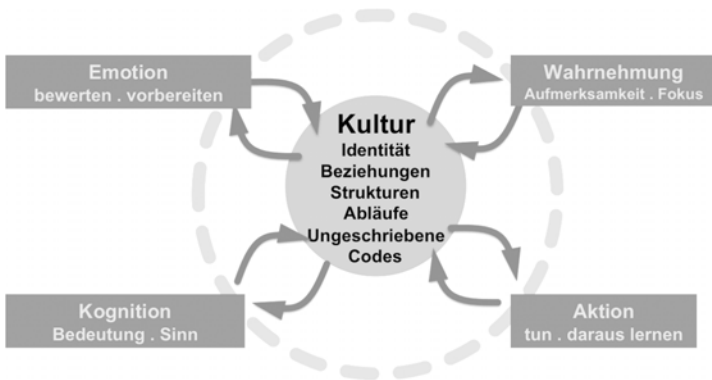 Emotion
bewerten . vorbereiten
Wahrnehmung
Aufmerksamkeit . Fokus
Kultur
Identität
Beziehungen
Strukturen
Abläufe
Ungeschriebene
Codes
Kognition
Bedeutung . Sinn
Aktion
tun . daraus lernen